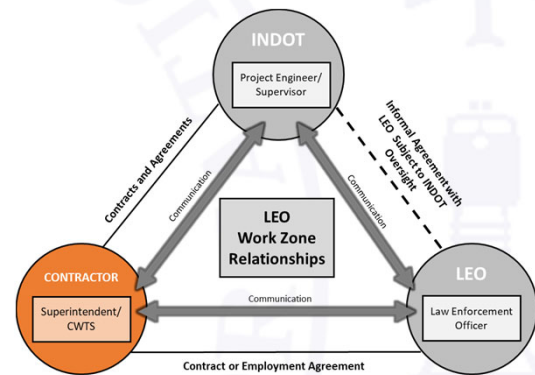 INDOT
Project Engineer/
Supervisor
Contracts and Agreements
Communication
Informal Agreement with
LEO Subject to INDOT
Oversight
Communication
LEO
Work Zone
Relationships
CONTRACTOR
Superintendent/
CWTS
Communication
LEO
Law Enforcement
Officer
Contract or Employment Agreement